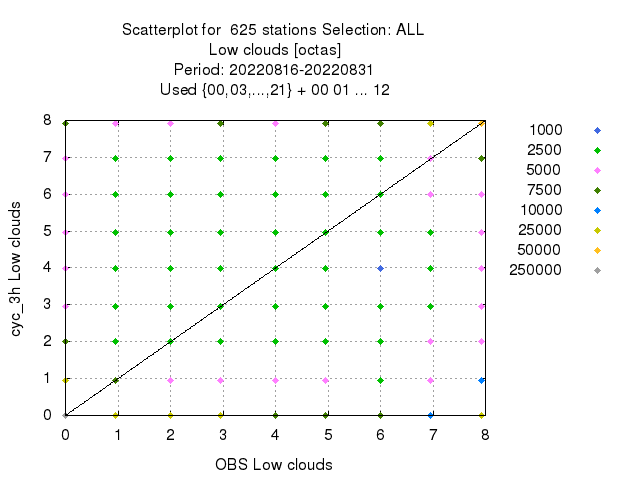 Scatterplot for  625 stations Selection: ALL
Low clouds [octas]
Period: 20220816-20220831
Used {00,03,...,21} + 00 01 ... 12
8
7
6
5
4
3
2
1
0
cyc_3h Low clouds
0 1 2 3 4 5 6 7 8
OBS Low clouds
1000
2500
5000
7500
10000
25000
50000
250000